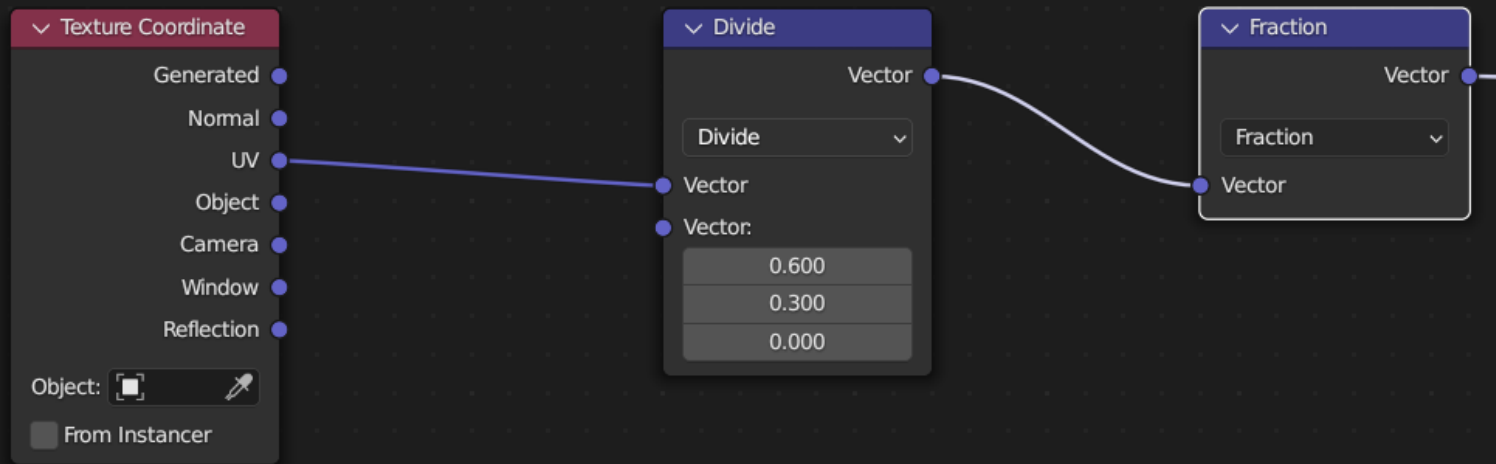 Texture Coordinate
Generated
Normal
UV
Object
Camera
Window
Reflection
Object:
From Instancer
Divide
Vector
Divide
Vector
Vector:
0.600
0.300
0.000
Fraction
Vector
Fraction
Vector